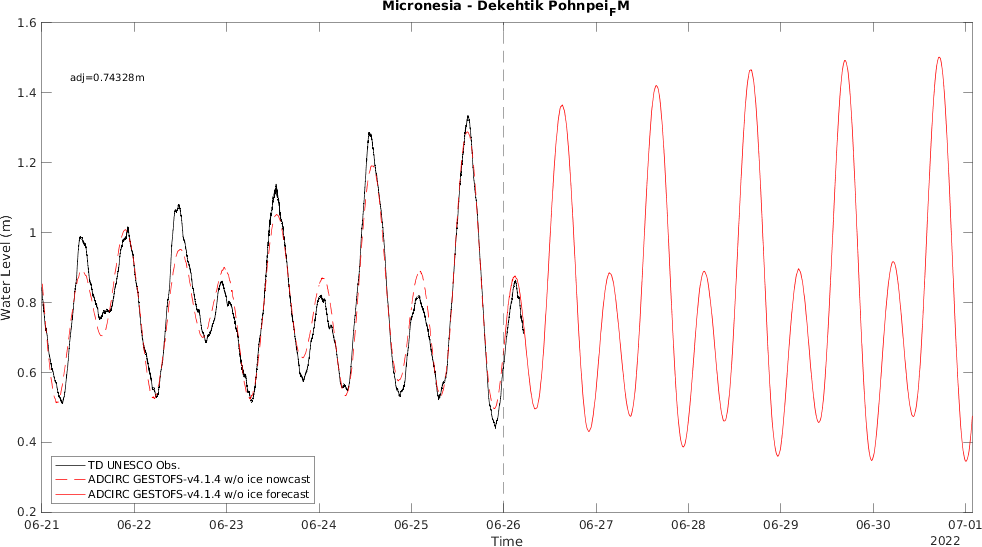 Micronesia - Dekehtik Pohnpei_FM
1.6
adj=0.74328m
1.4
1.2
1
0.8
0.6
0.4
0.2
Water Level (m)
TD UNESCO Obs.
ADCIRC GESTOFS-v4.1.4 w/o ice nowcast
ADCIRC GESTOFS-v4.1.4 w/o ice forecast
06-21 06-22 06-23 06-24 06-25 06-26 06-27 06-28 06-29 06-30 07-01
Time
2022